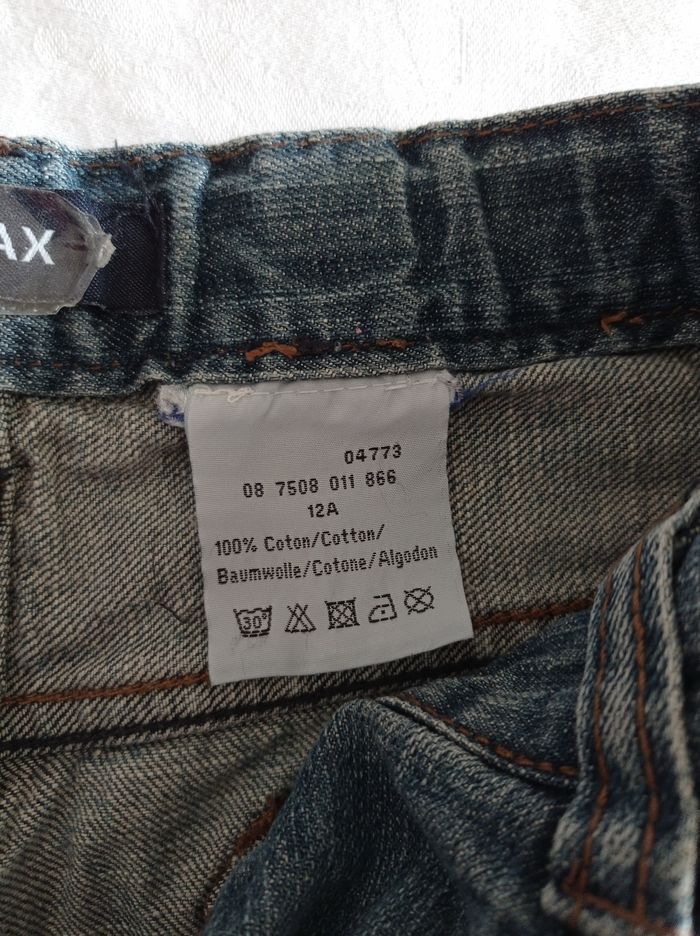 AX
04773
08 7508 011 866
12A
100% Coton/Cotton/
Baumwolle/Cotone/Algodon
30°